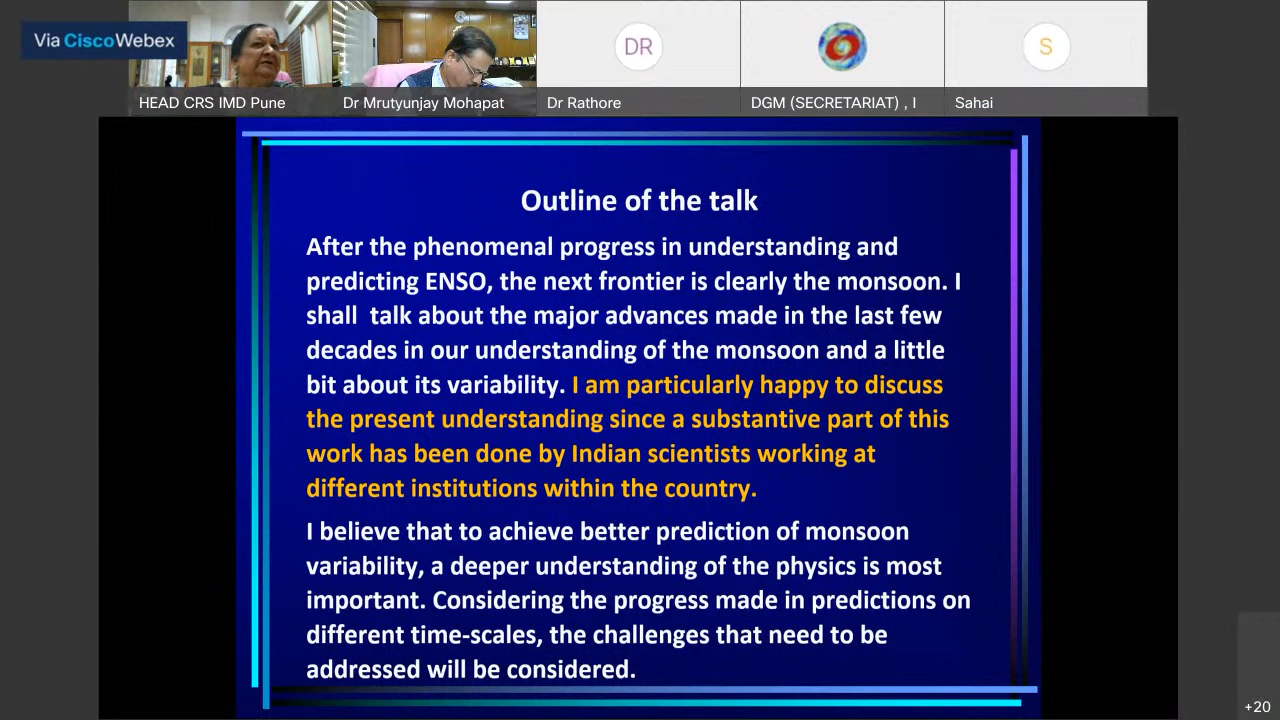 Via CiscoWebex
HEAD CRS IMD Pune
Dr Mrutyunjay Mohapat
DR
Dr Rathore
DGM (SECRETARIAT) , I
S
Sahai
Outline of the talk
After the phenomenal progress in understanding and
predicting ENSO, the next frontier is clearly the monsoon. I
shall  talk about the major advances made in the last few
decades in our understanding of the monsoon and a little
bit about its variability. I am particularly happy to discuss
the present understanding since a substantive part of this
work has been done by Indian scientists working at
different institutions within the country.
I believe that to achieve better prediction of monsoon
variability, a deeper understanding of the physics is most
important. Considering the progress made in predictions on
different time-scales, the challenges that need to be
addressed will be considered.
+20